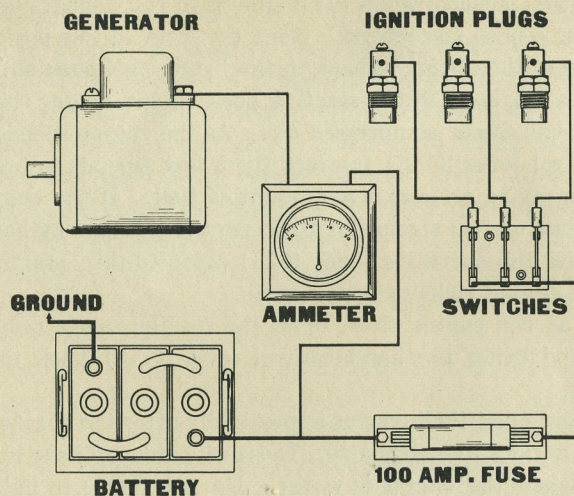 GENERATOR
IGNITION PLUGS
GROUND
AMMETER
SWITCHES
BATTERY
100 AMP. FUSE